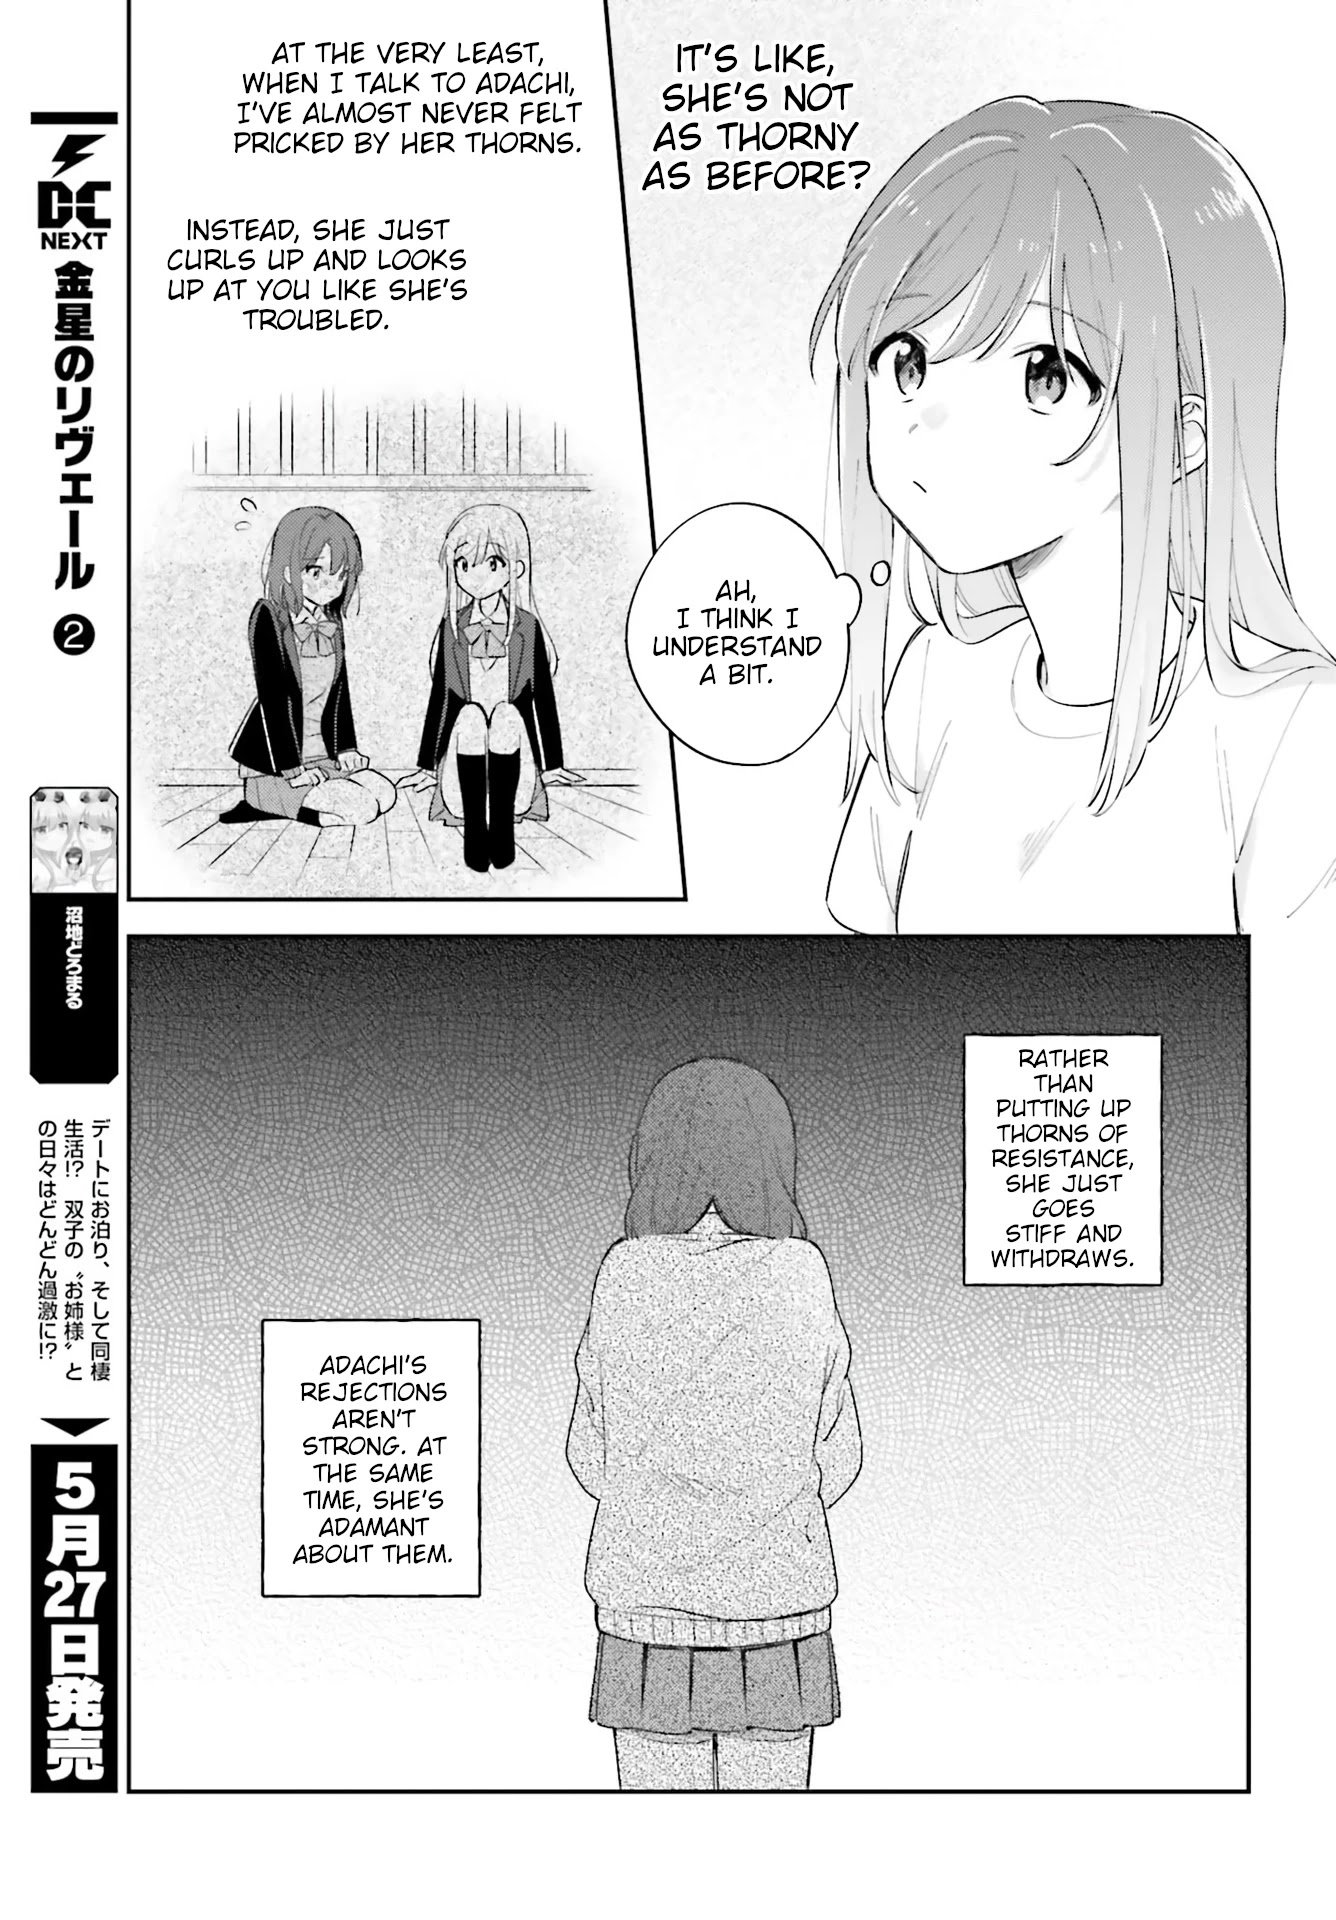 IT'S LIKE,
SHE'S NOT
AS THORNY
AS BEFORE?
AH,
I THINK I
UNDERSTAND
A BIT.
AT THE VERY LEAST,
WHEN I TALK TO ADACHI,
I'VE ALMOST NEVER FELT
PRICKED BY HER THORNS.
INSTEAD, SHE JUST
CURLS UP AND LOOKS
UP AT YOU LIKE SHE'S
TROUBLED.
RATHER
THAN
PUTTING UP
THORNS OF
RESISTANCE,
SHE JUST
GOES
STIFF AND
WITHDRAWS.
ADACHI'S
REJECTIONS
AREN'T
STRONG. AT
THE SAME
TIME, SHE'S
ADAMANT
ABOUT THEM.
DC
NEXT
金星のリヴェール ❷
沼地どろまる
デートにお泊り、そして同棲
生活!? 双子の〝お姉様〟と
の日々はどんどん過激に!?
5月27日発売